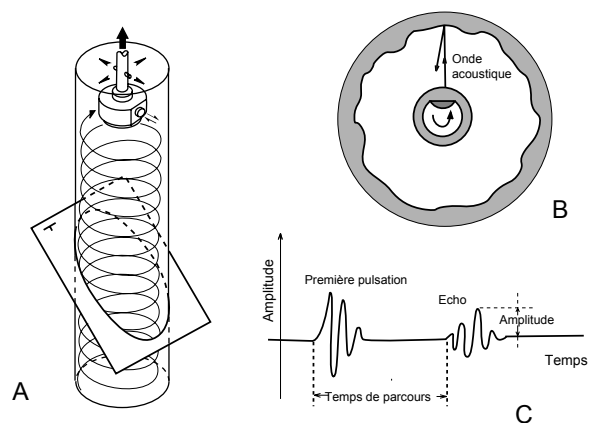 A
Onde
acoustique
B
Première pulsation
Echo
Amplitude
Amplitude
Temps
Temps de parcours
C